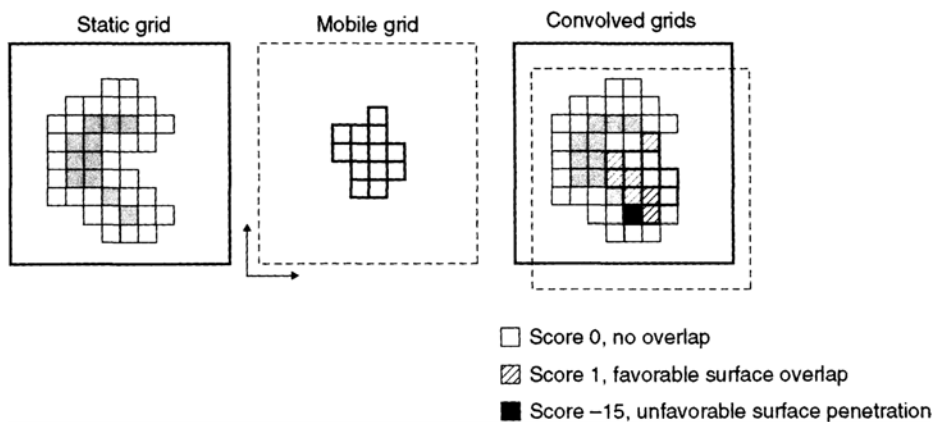 Static grid
Mobile grid
Convolved grids
Score 0, no overlap
Score 1, favorable surface overlap
Score –15, unfavorable surface penetration